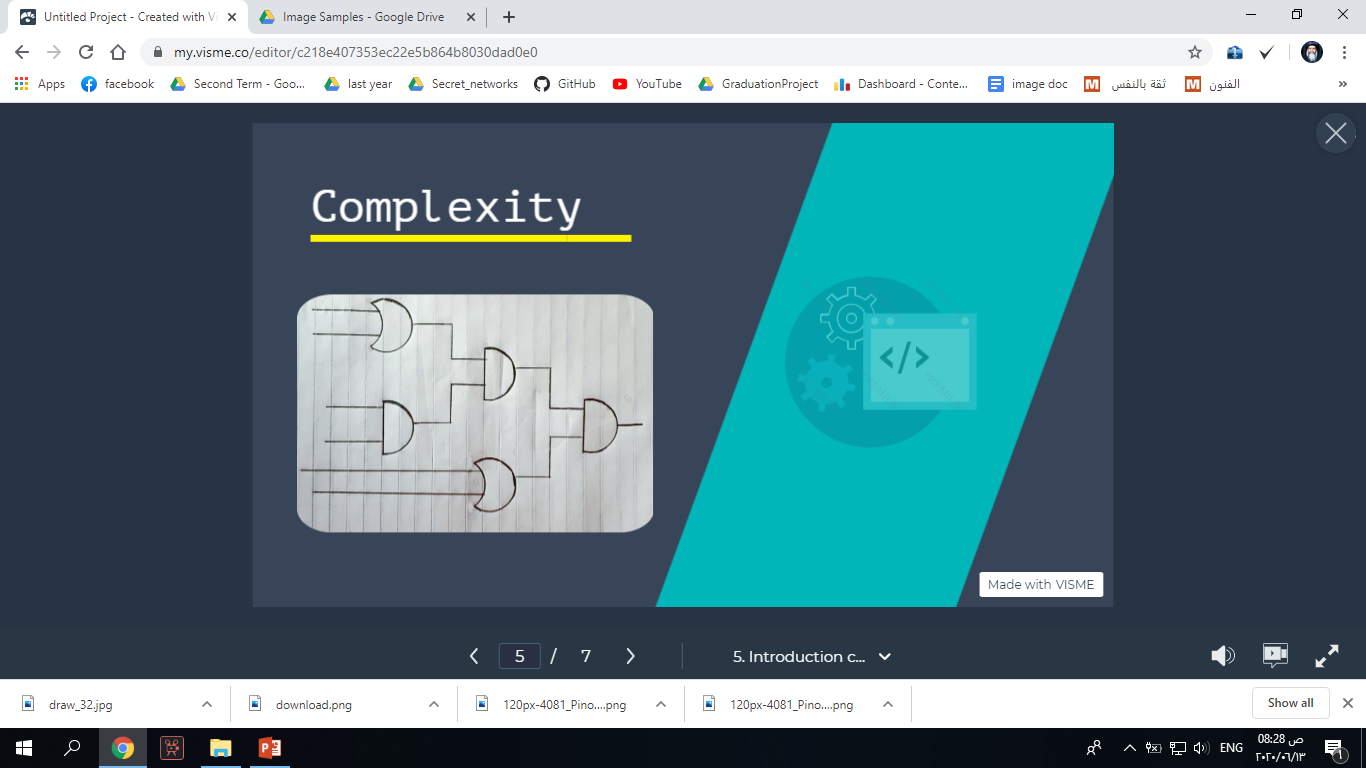 Untitled Project - Created with Vi
Image Samples - Google Drive
my.visme.co/editor/c218e407353ec22e5b864b8030dad0e0
Apps
facebook
Second Term - Goo...
last year
Secret_networks
GitHub
YouTube
GraduationProject
Dashboard - Conte...
image doc
ثقة بالنفس
الفنون
Complexity
</>
Made with VISME
5 / 7
5. Introduction c...
draw_32.jpg
download.png
120px-4081_Pino....png
120px-4081_Pino....png
Show all
ENG
08:28 ص
٢٠٢٠/٠٦/١٣
١